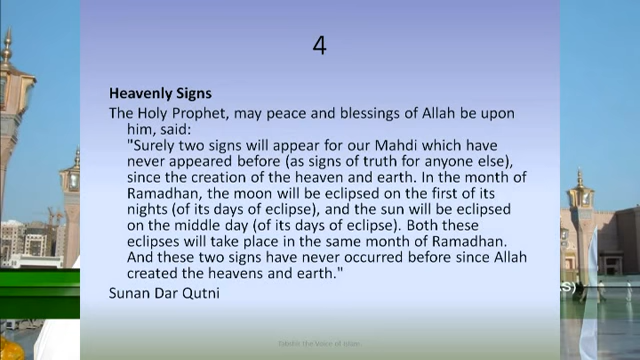 4
Heavenly Signs
The Holy Prophet, may peace and blessings of Allah be upon
him, said:
"Surely two signs will appear for our Mahdi which have
never appeared before (as signs of truth for anyone else),
since the creation of the heaven and earth. In the month of
Ramadhan, the moon will be eclipsed on the first of its
nights (of its days of eclipse), and the sun will be eclipsed
on the middle day (of its days of eclipse). Both these
eclipses will take place in the same month of Ramadhan.
And these two signs have never occurred before since Allah
created the heavens and earth."
Sunan Dar Qutni
the Voice of Islam